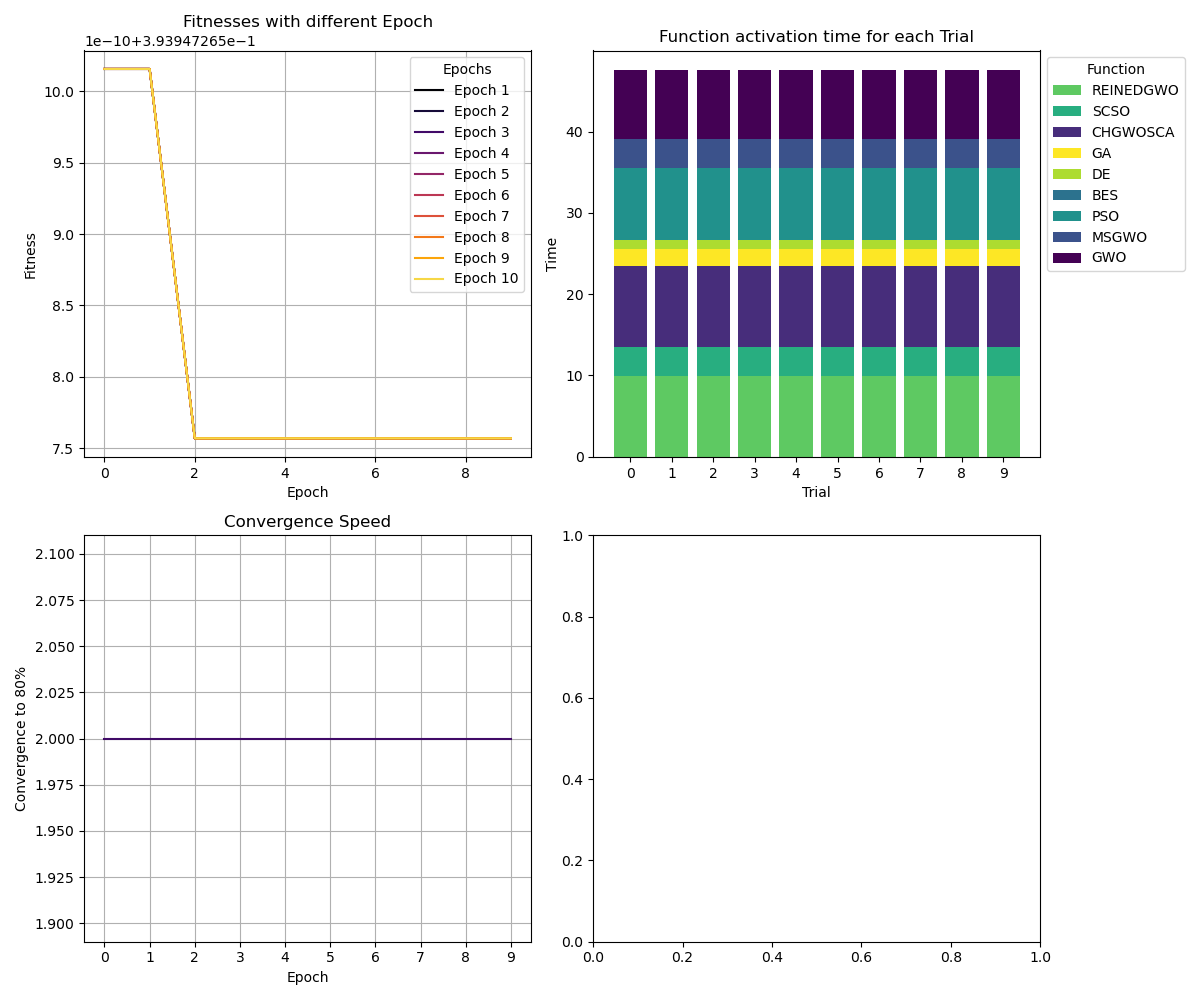 Fitnesses with different Epoch
1e−10+3.93947265e−1
10.0
9.5
9.0
8.5
8.0
7.5
Fitness
0
2
4
6
8
Epoch
Epochs
Epoch 1
Epoch 2
Epoch 3
Epoch 4
Epoch 5
Epoch 6
Epoch 7
Epoch 8
Epoch 9
Epoch 10
Function activation time for each Trial
40
30
20
10
0
Time
0 1 2 3 4 5 6 7 8 9
Trial
Function
REINEDGWO
SCSO
CHGWOSCA
GA
DE
BES
PSO
MSGWO
GWO
Convergence Speed
2.100
2.075
2.050
2.025
2.000
1.975
1.950
1.925
1.900
Convergence to 80%
0 1 2 3 4 5 6 7 8 9
Epoch
1.0
0.8
0.6
0.4
0.2
0.0
0.0 0.2 0.4 0.6 0.8 1.0